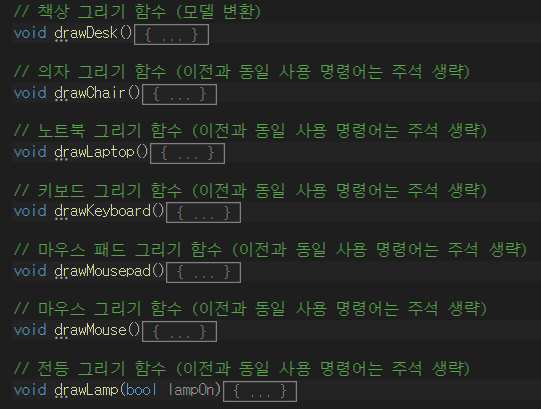 // 책상 그리기 함수 (모델 변환)
void drawDesk() { ... }
// 의자 그리기 함수 (이전과 동일 사용 명령어는 주석 생략)
void drawChair() { ... }
// 노트북 그리기 함수 (이전과 동일 사용 명령어는 주석 생략)
void drawLaptop() { ... }
// 키보드 그리기 함수 (이전과 동일 사용 명령어는 주석 생략)
void drawKeyboard() { ... }
// 마우스 패드 그리기 함수 (이전과 동일 사용 명령어는 주석 생략)
void drawMousepad() { ... }
// 마우스 그리기 함수 (이전과 동일 사용 명령어는 주석 생략)
void drawMouse() { ... }
// 전등 그리기 함수 (이전과 동일 사용 명령어는 주석 생략)
void drawLamp(bool lampOn) { ... }